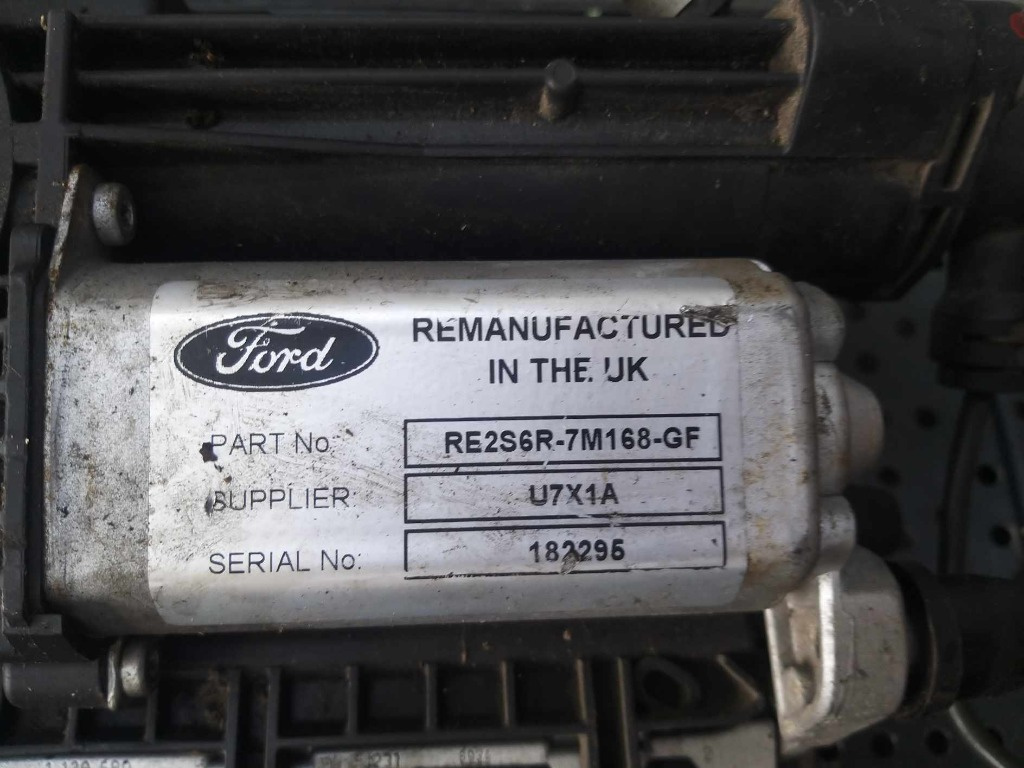 Ford
REMANUFACTURED
IN THE UK
PART No: RE2S6R-7M168-GF
SUPPLIER: U7X1A
SERIAL No: 182295